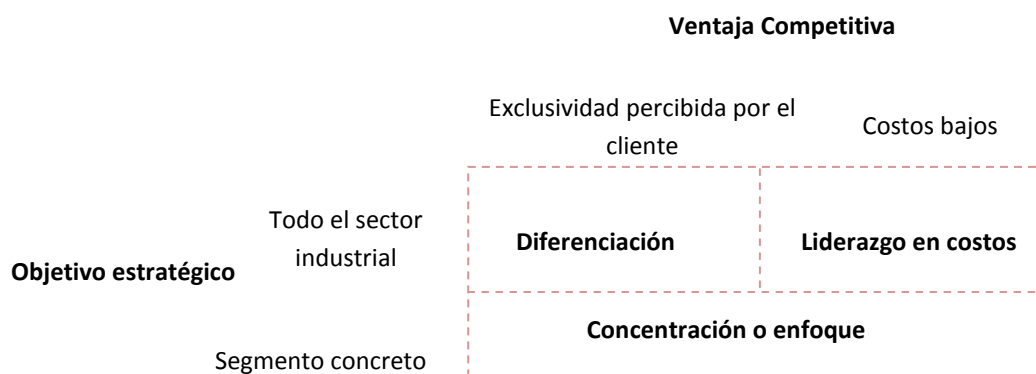 Ventaja Competitiva
Exclusividad percibida por el
cliente
Costos bajos
Todo el sector
industrial
Diferenciación
Liderazgo en costos
Objetivo estratégico
Concentración o enfoque
Segmento concreto